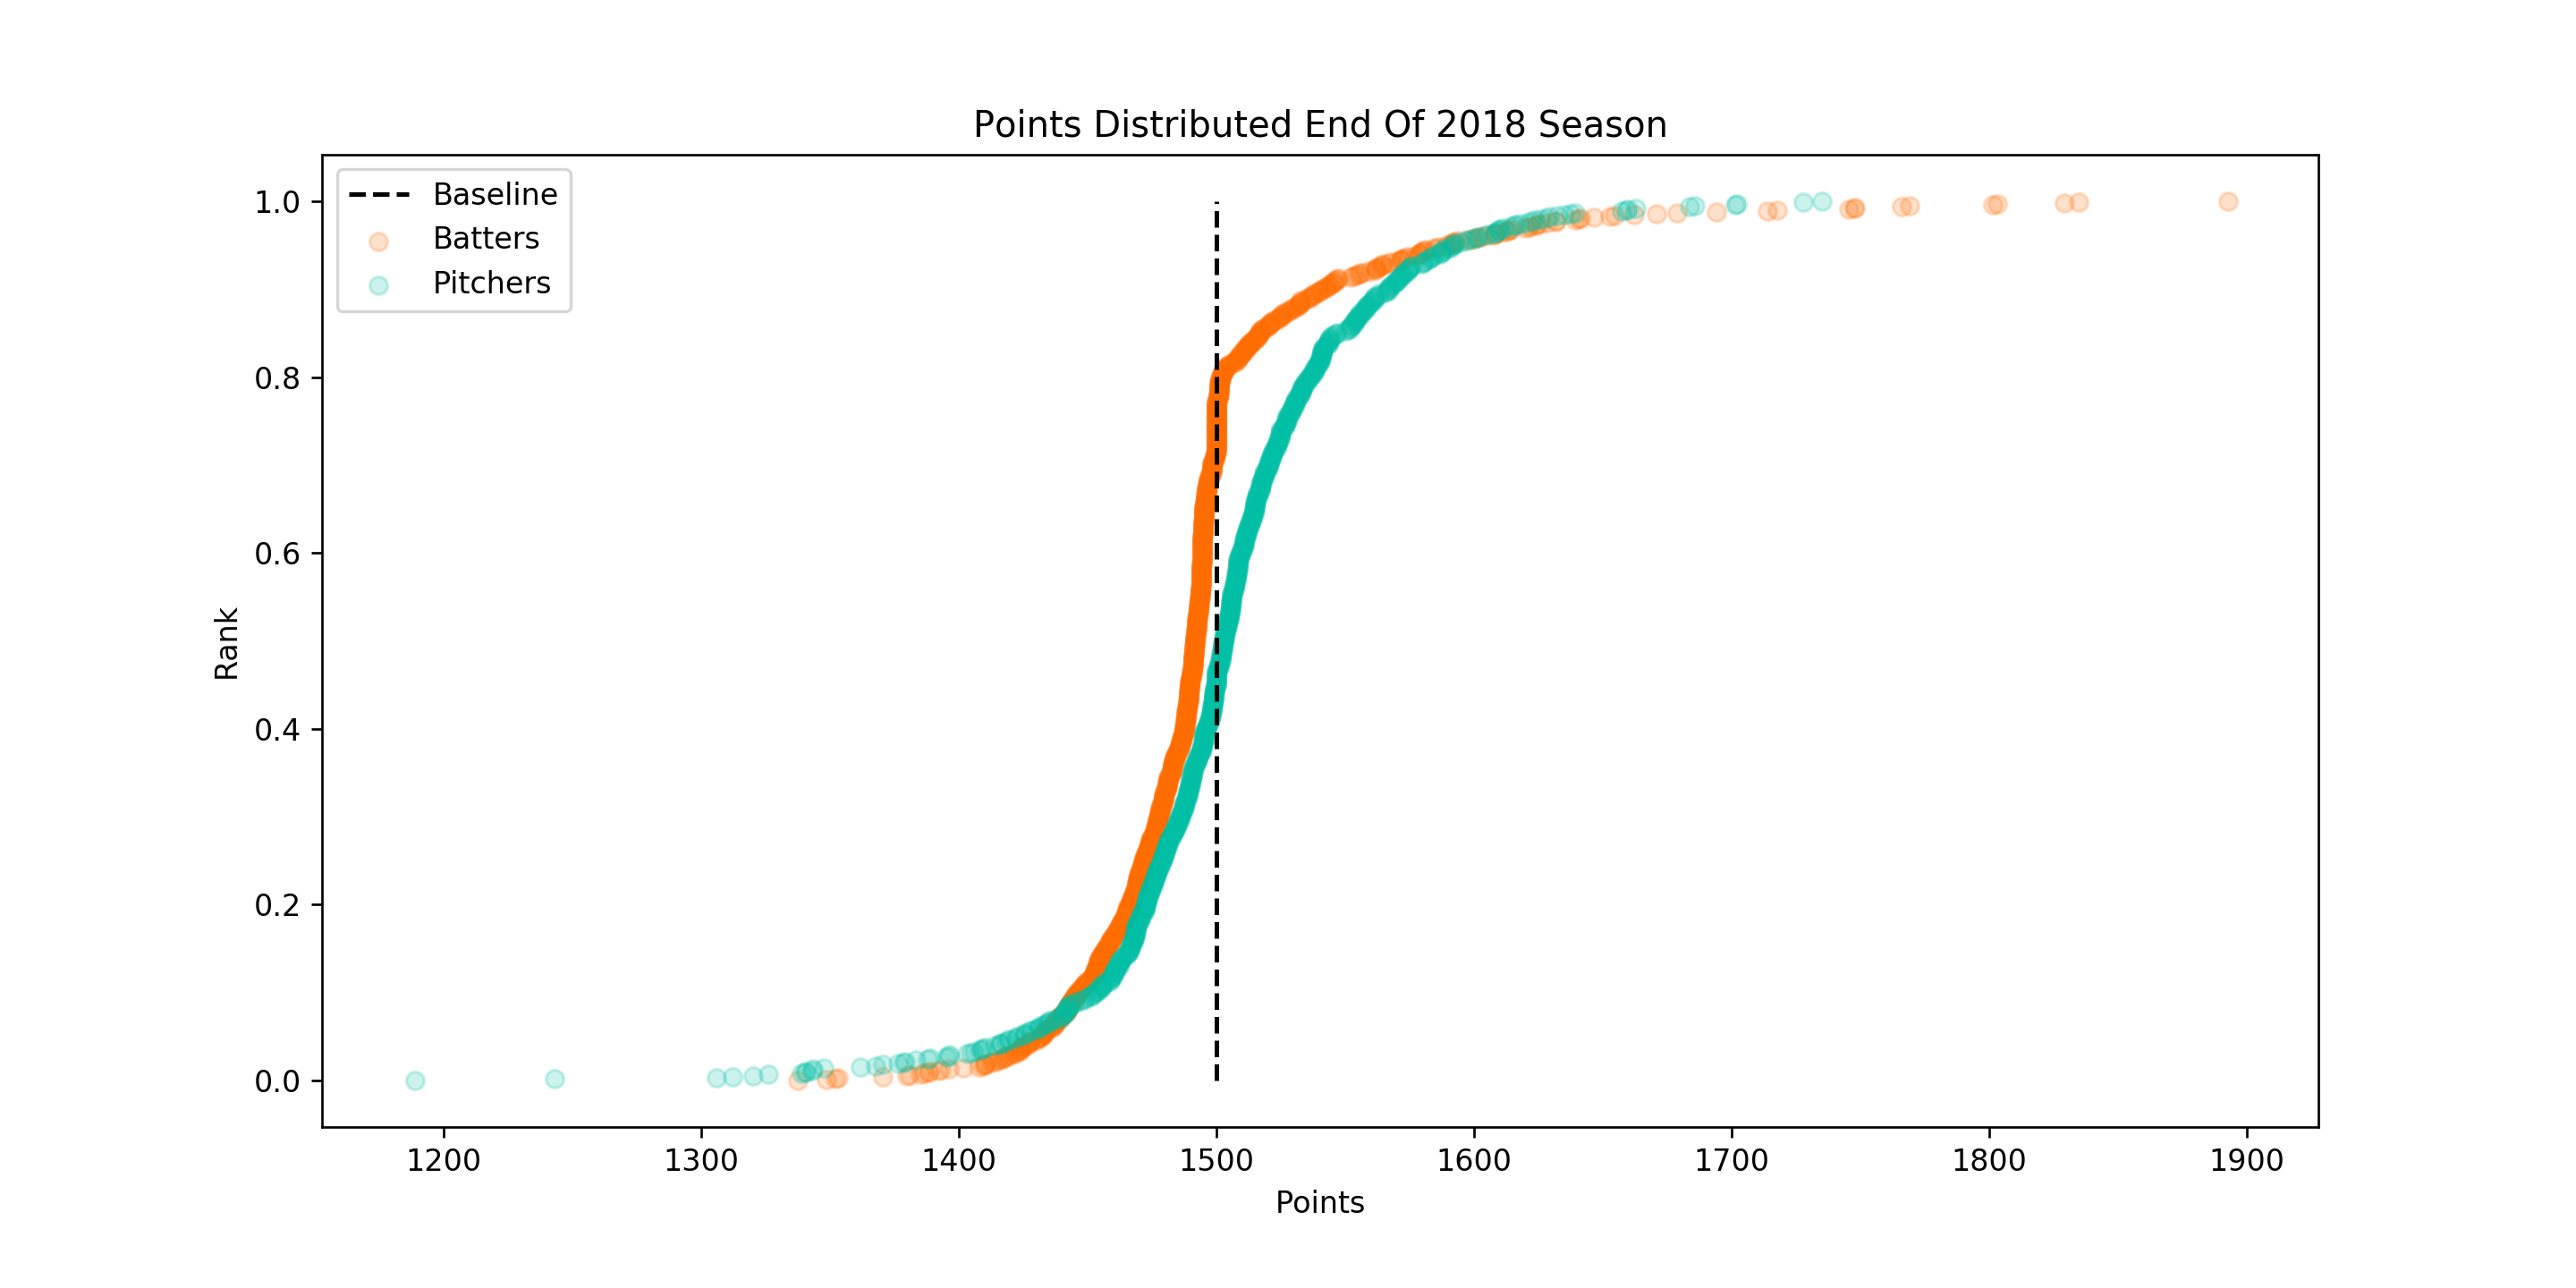 Points Distributed End Of 2018 Season
Baseline
Batters
Pitchers
1.0
0.8
0.6
0.4
0.2
0.0
Rank
1200 1300 1400 1500 1600 1700 1800 1900
Points